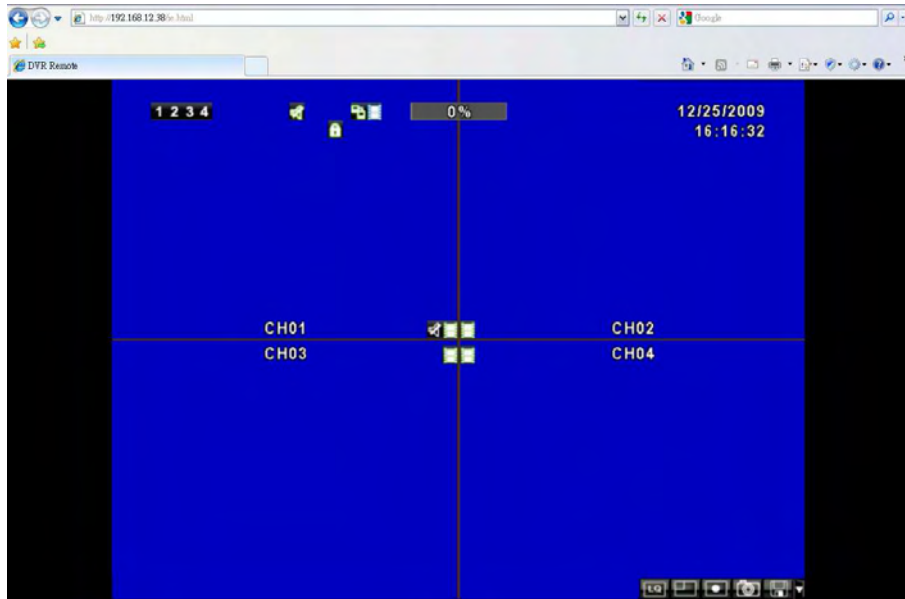 http://192.168.12.38/ie.html
Google
DVR Remote
1 2 3 4
0%
12/25/2009
16:16:32
CH01
CH02
CH03
CH04